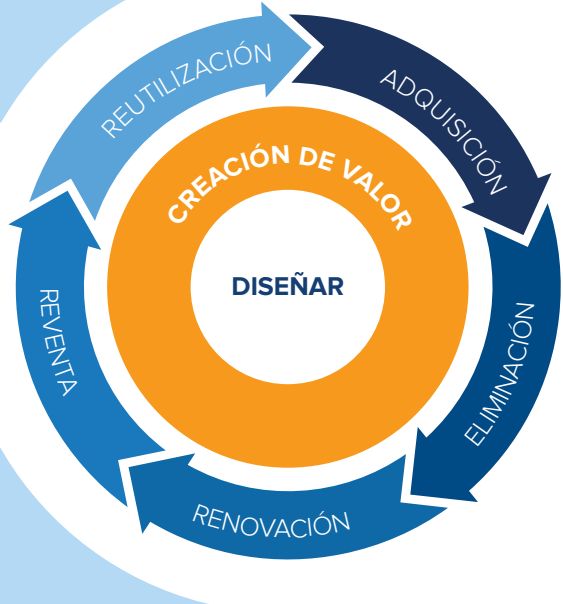 REUTILIZACIÓN
ADQUISICIÓN
CREACIÓN DE VALOR
DISEÑAR
REVENTA
ELIMINACIÓN
RENOVACIÓN